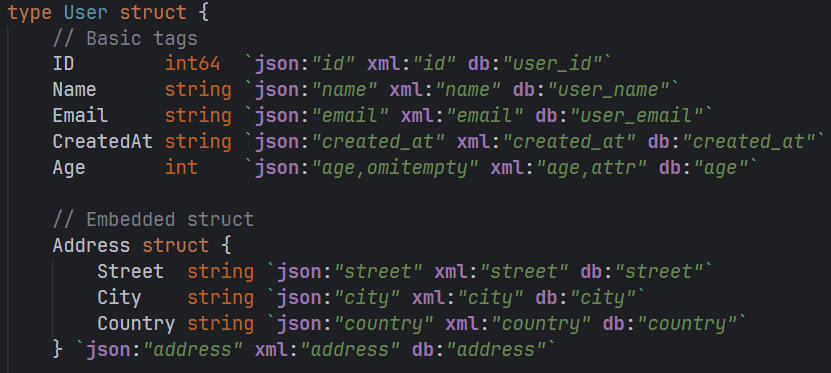 type User struct {
    // Basic tags
    ID        int64  `json:"id" xml:"id" db:"user_id"`
    Name      string `json:"name" xml:"name" db:"user_name"`
    Email     string `json:"email" xml:"email" db:"user_email"`
    CreatedAt string `json:"created_at" xml:"created_at" db:"created_at"`
    Age       int    `json:"age,omitempty" xml:"age,attr" db:"age"`

    // Embedded struct
    Address struct {
        Street  string `json:"street" xml:"street" db:"street"`
        City    string `json:"city" xml:"city" db:"city"`
        Country string `json:"country" xml:"country" db:"country"`
    } `json:"address" xml:"address" db:"address"`